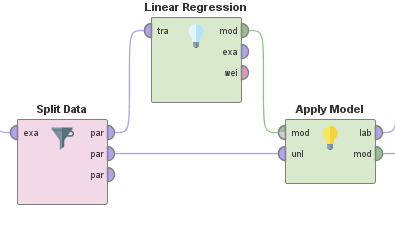 Linear Regression
tra mod
exa
wei
Split Data
exa par
par
par
Apply Model
mod lab
unl mod